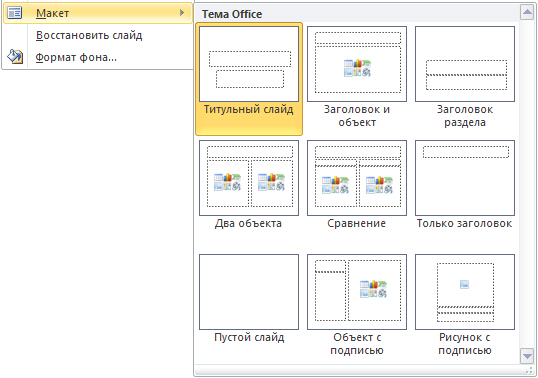 Макет
Восстановить слайд
Формат фона...
Тема Office
Титульный слайд
Заголовок и
объект
Заголовок
раздела
Два объекта
Сравнение
Только заголовок
Пустой слайд
Объект с
подписью
Рисунок с
подписью